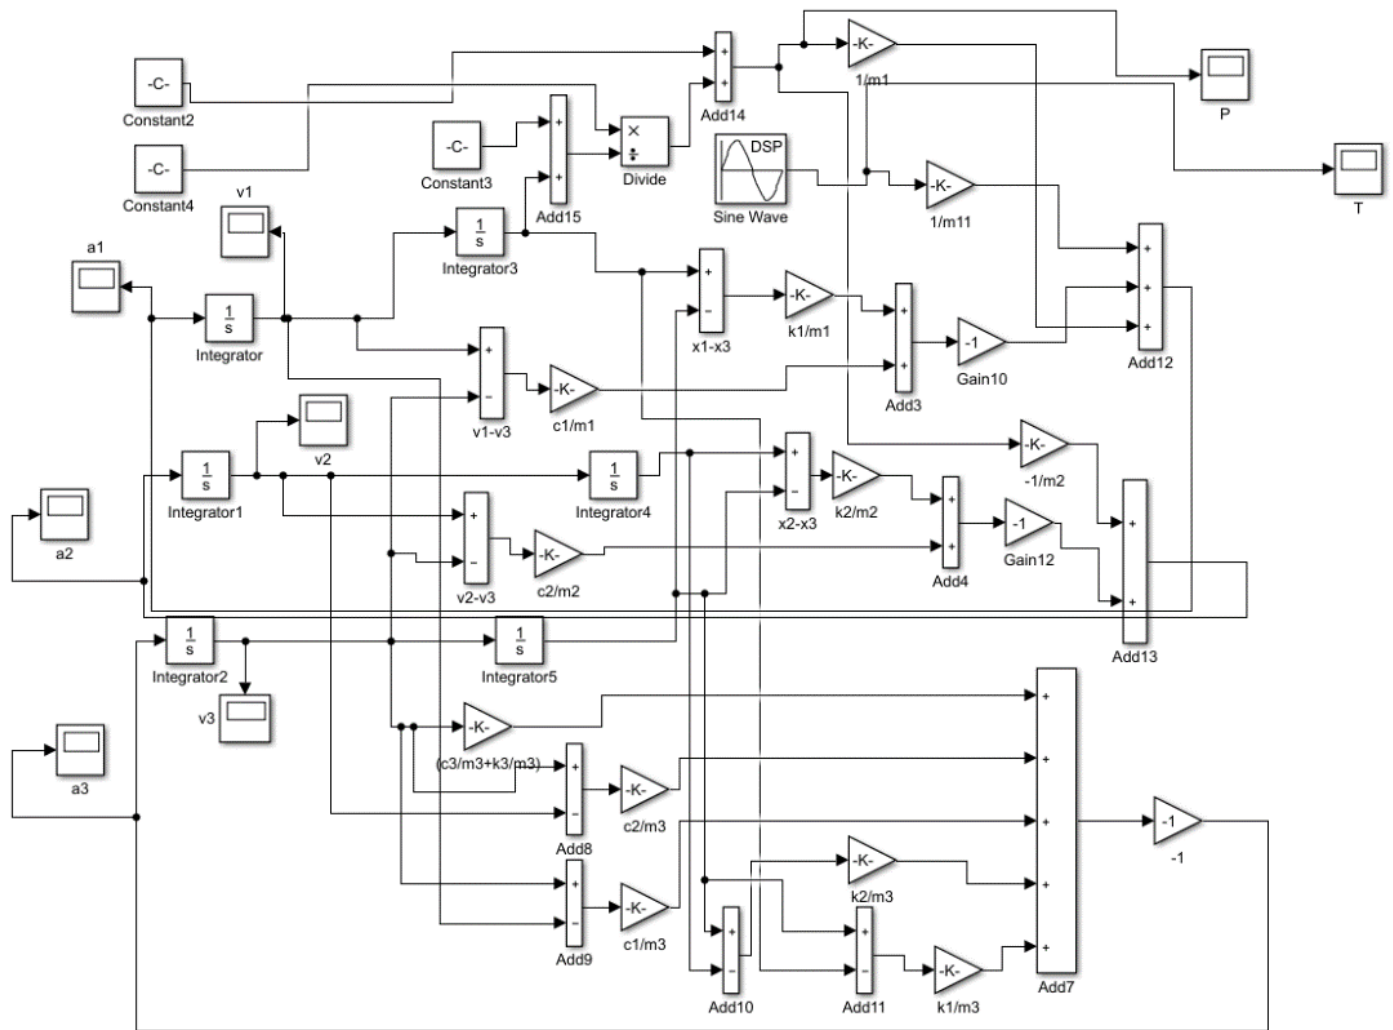 -K-
1/m1
P
+
+
Add14
-C-
Constant2
-C-
Constant3
+
+
Add15
×
÷
Divide
DSP
Sine Wave
-C-
Constant4
T
-K-
1/m11
v1
a1
1
s
Integrator3
1
s
Integrator
+
−
x1-x3
-K-
k1/m1
+
+
Add3
-1
Gain10
+
+
+
Add12
+
−
v1-v3
-K-
c1/m1
v2
1
s
Integrator1
1
s
Integrator4
+
−
x2-x3
-K-
k2/m2
-K-
-1/m2
a2
+
−
v2-v3
-K-
c2/m2
+
+
Add4
-1
Gain12
+
+
Add13
1
s
Integrator2
1
s
Integrator5
v3
a3
-K-
(c3/m3+k3/m3)
+
−
Add8
-K-
c2/m3
+
−
Add9
-K-
c1/m3
-K-
k2/m3
+
−
Add10
+
−
Add11
-K-
k1/m3
+
+
+
+
+
Add7
-1
-1